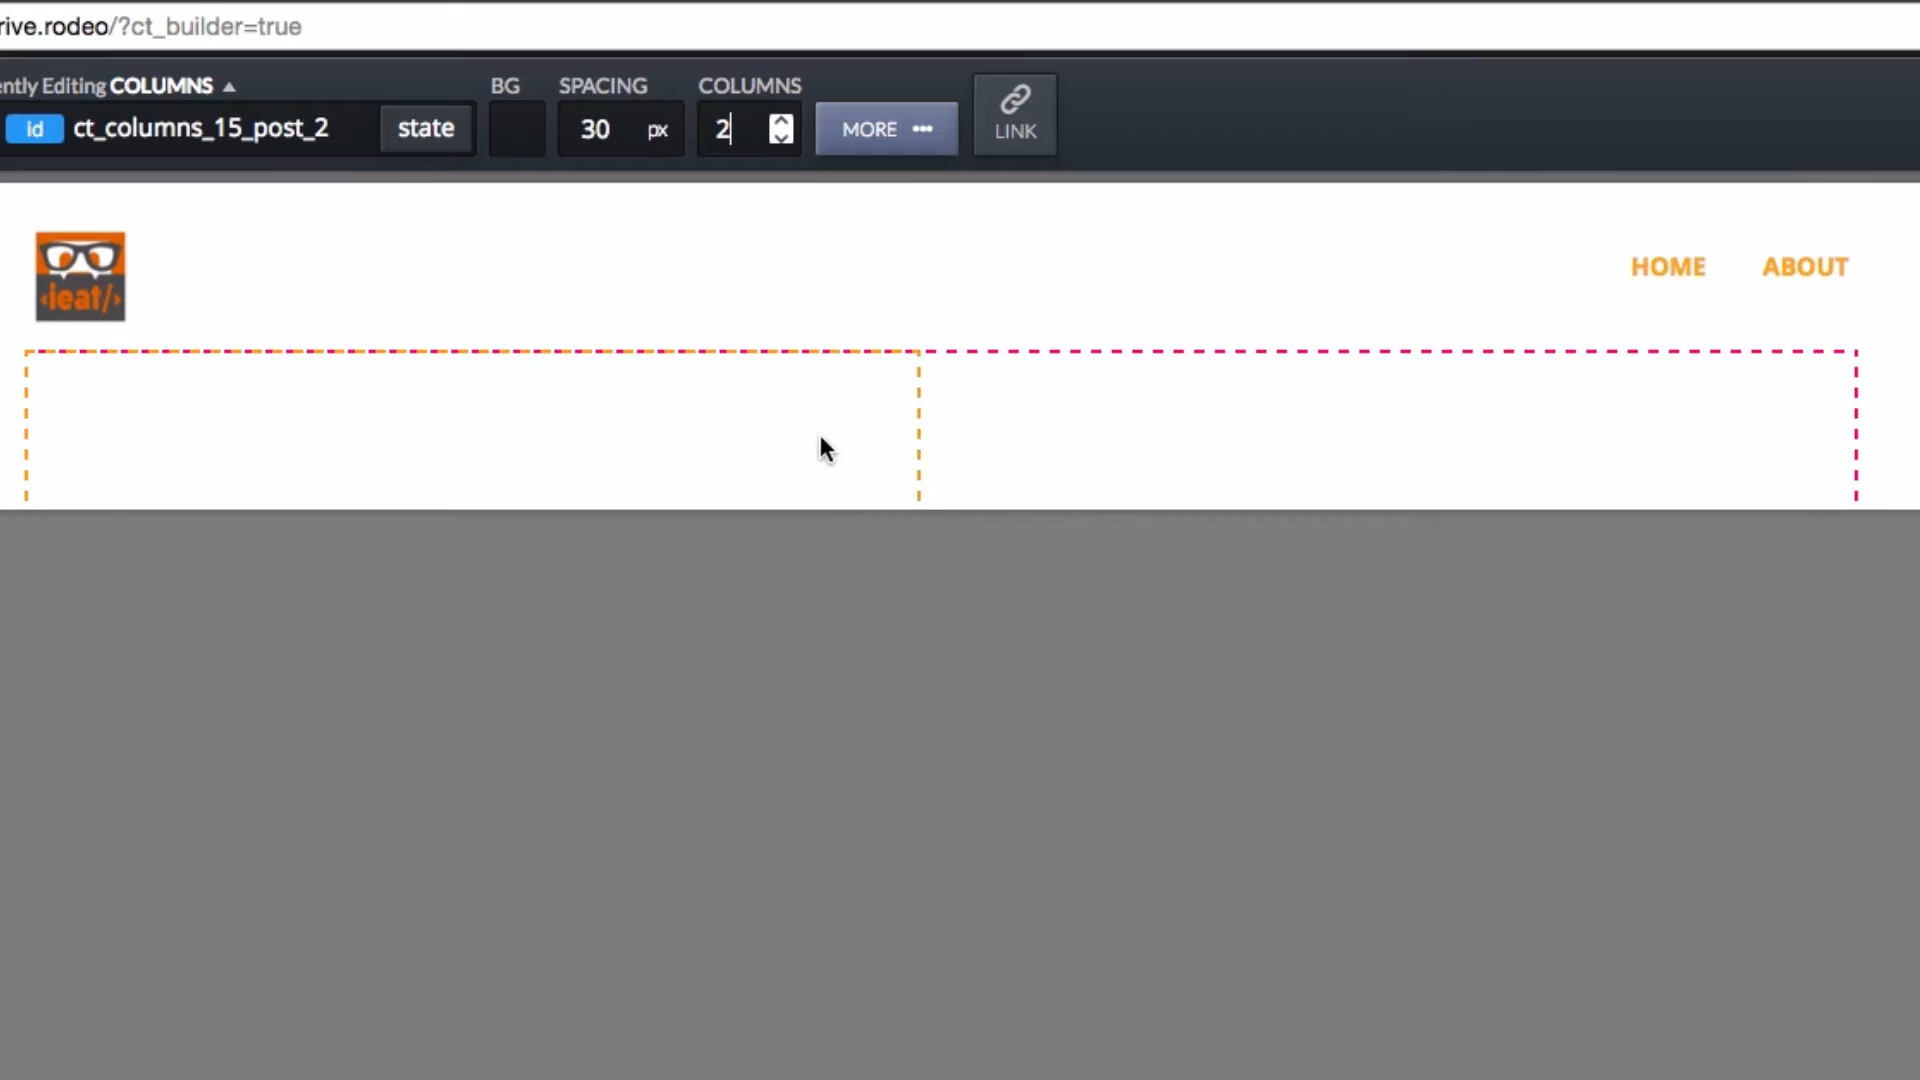 rive.rodeo/?ct_builder=true
ently Editing COLUMNS
BG
SPACING
COLUMNS
id ct_columns_15_post_2
state
30 px
2
MORE •••
LINK
<ieat/>
HOME
ABOUT